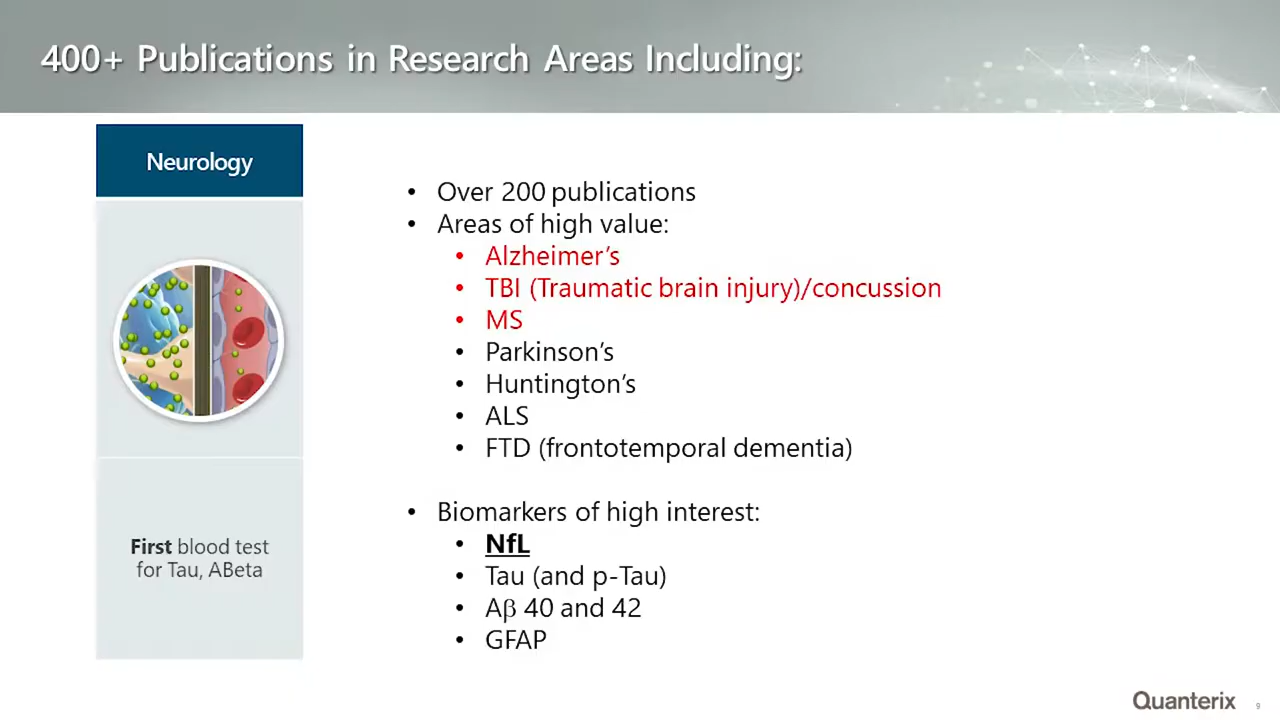 400+ Publications in Research Areas Including:
Neurology
First blood test
for Tau, ABeta
• Over 200 publications
• Areas of high value:
• Alzheimer’s
• TBI (Traumatic brain injury)/concussion
• MS
• Parkinson’s
• Huntington’s
• ALS
• FTD (frontotemporal dementia)
• Biomarkers of high interest:
• NfL
• Tau (and p-Tau)
• Aβ 40 and 42
• GFAP
Quanterix
9